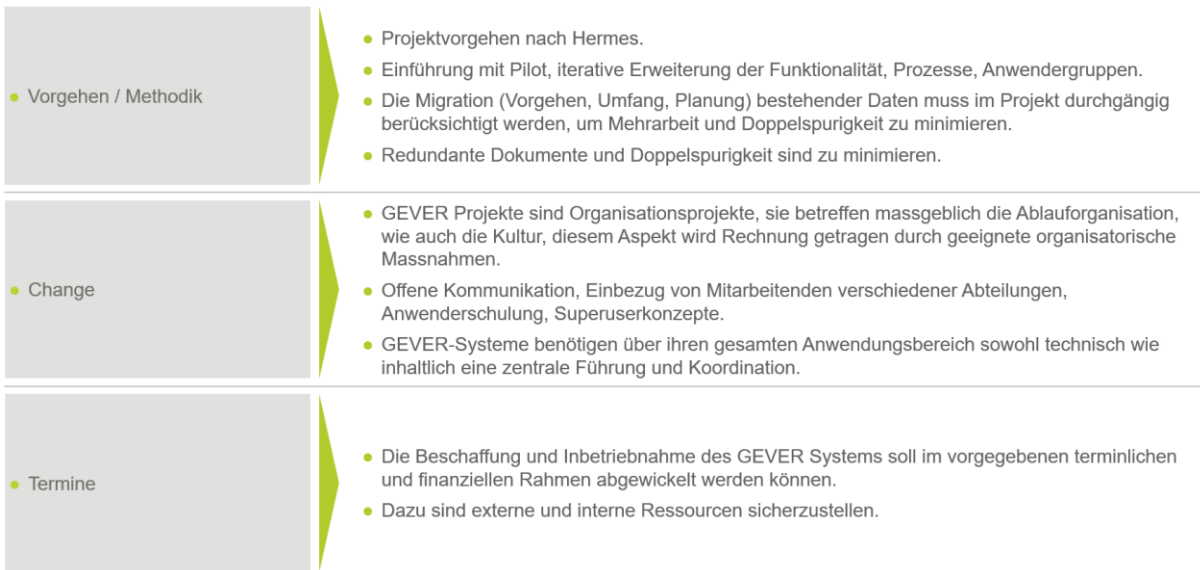 Vorgehen / Methodik
Projektvorgehen nach Hermes.
Einführung mit Pilot, iterative Erweiterung der Funktionalität, Prozesse, Anwendergruppen.
Die Migration (Vorgehen, Umfang, Planung) bestehender Daten muss im Projekt durchgängig
berücksichtigt werden, um Mehrarbeit und Doppelspurigkeit zu minimieren.
Redundante Dokumente und Doppelspurigkeit sind zu minimieren.
Change
GEVER Projekte sind Organisationsprojekte, sie betreffen massgeblich die Ablauforganisation,
wie auch die Kultur, diesem Aspekt wird Rechnung getragen durch geeignete organisatorische
Massnahmen.
Offene Kommunikation, Einbezug von Mitarbeitenden verschiedener Abteilungen,
Anwenderschulung, Superuserkonzepte.
GEVER-Systeme benötigen über ihren gesamten Anwendungsbereich sowohl technisch wie
inhaltlich eine zentrale Führung und Koordination.
Termine
Die Beschaffung und Inbetriebnahme des GEVER Systems soll im vorgegebenen terminlichen
und finanziellen Rahmen abgewickelt werden können.
Dazu sind externe und interne Ressourcen sicherzustellen.